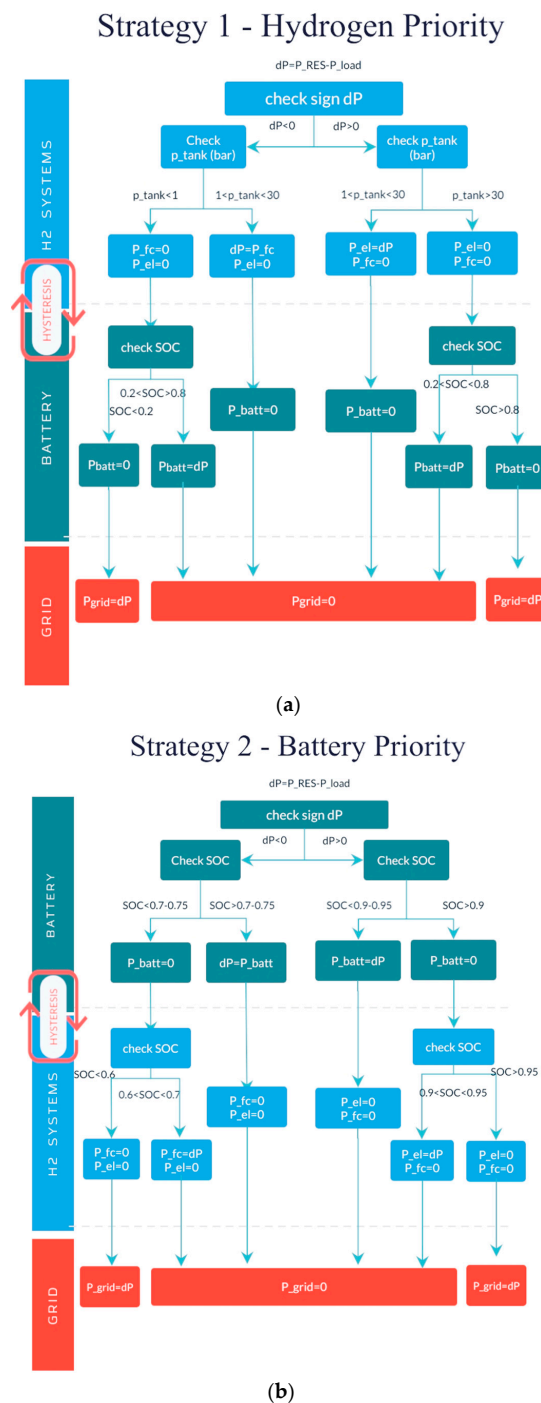 Strategy 1 - Hydrogen Priority
dP=P_RES-P_load
check sign dP
dP<0
dP>0
Check
p_tank (bar)
check p_tank
(bar)
p_tank<1
1<p_tank<30
1<p_tank<30
p_tank>30
P_fc=0
P_el=0
dP=P_fc
P_el=0
P_el=dP
P_fc=0
P_el=0
P_fc=0
H2 SYSTEMS
HYSTERESIS
BATTERY
GRID
check SOC
check SOC
0.2<SOC>0.8
SOC<0.2
0.2<SOC<0.8
SOC>0.8
P_batt=0
P_batt=0
Pbatt=0
Pbatt=dP
Pbatt=dP
Pbatt=0
Pgrid=dP
Pgrid=0
Pgrid=dP
(a)
Strategy 2 - Battery Priority
dP=P_RES-P_load
check sign dP
dP<0
dP>0
Check SOC
Check SOC
SOC<0.7-0.75
SOC>0.7-0.75
SOC<0.9-0.95
SOC>0.9
P_batt=0
dP=P_batt
P_batt=dP
P_batt=0
BATTERY
HYSTERESIS
H2 SYSTEMS
GRID
check SOC
check SOC
SOC<0.6
0.6<SOC<0.7
SOC>0.95
0.9<SOC<0.95
P_fc=0
P_el=0
P_el=0
P_fc=0
P_fc=0
P_el=0
P_fc=dP
P_el=0
P_el=dP
P_fc=0
P_el=0
P_fc=0
P_grid=dP
P_grid=0
P_grid=dP
(b)